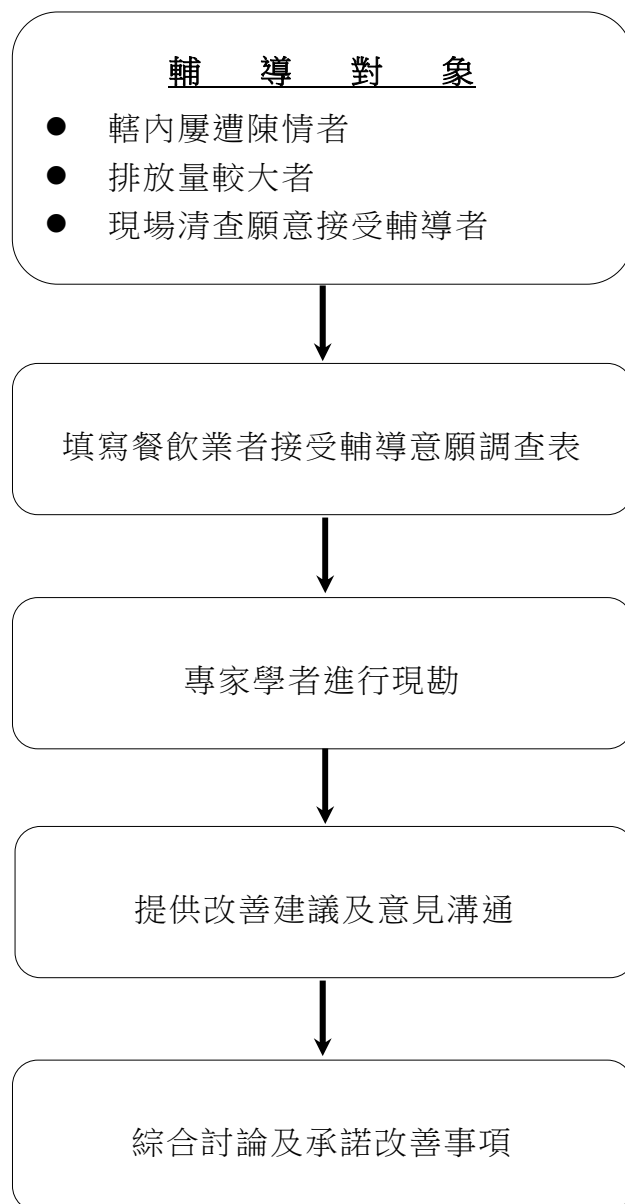 輔導對象
● 轄內屢遭陳情者
● 排放量較大者
● 現場清查願意接受輔導者
填寫餐飲業者接受輔導意願調查表
專家學者進行現勘
提供改善建議及意見溝通
綜合討論及承諾改善事項